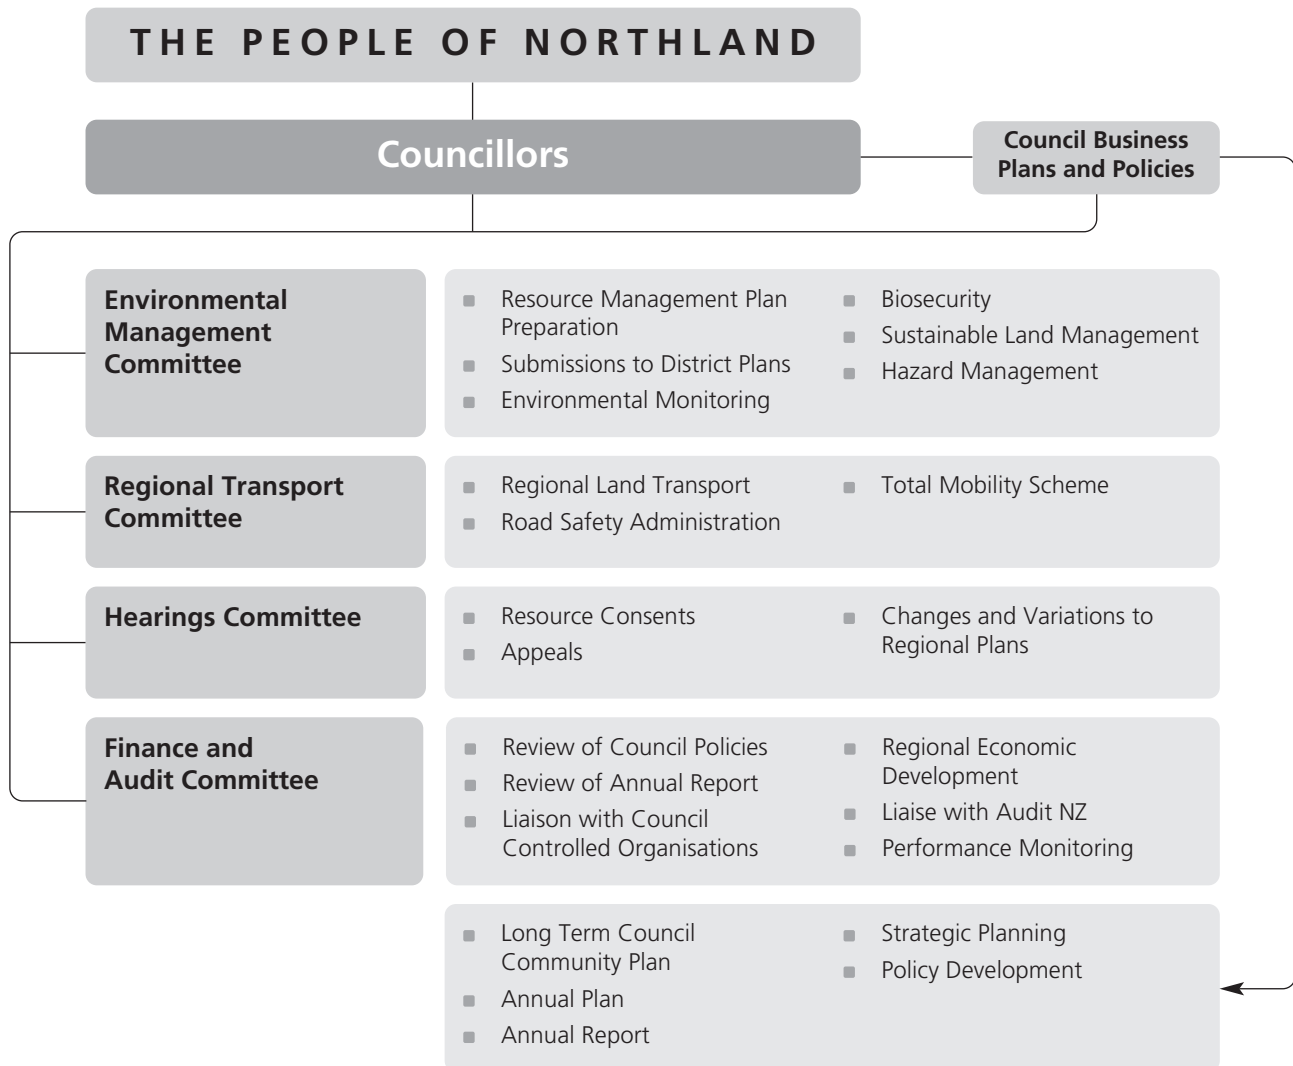 THE PEOPLE OF NORTHLAND
Councillors
Council Business
Plans and Policies
Environmental
Management
Committee
Resource Management Plan
Preparation
Submissions to District Plans
Environmental Monitoring
Biosecurity
Sustainable Land Management
Hazard Management
Regional Transport
Committee
Regional Land Transport
Road Safety Administration
Total Mobility Scheme
Hearings Committee
Resource Consents
Appeals
Changes and Variations to
Regional Plans
Finance and
Audit Committee
Review of Council Policies
Review of Annual Report
Liaison with Council
Controlled Organisations
Regional Economic
Development
Liaise with Audit NZ
Performance Monitoring
Long Term Council
Community Plan
Annual Plan
Annual Report
Strategic Planning
Policy Development